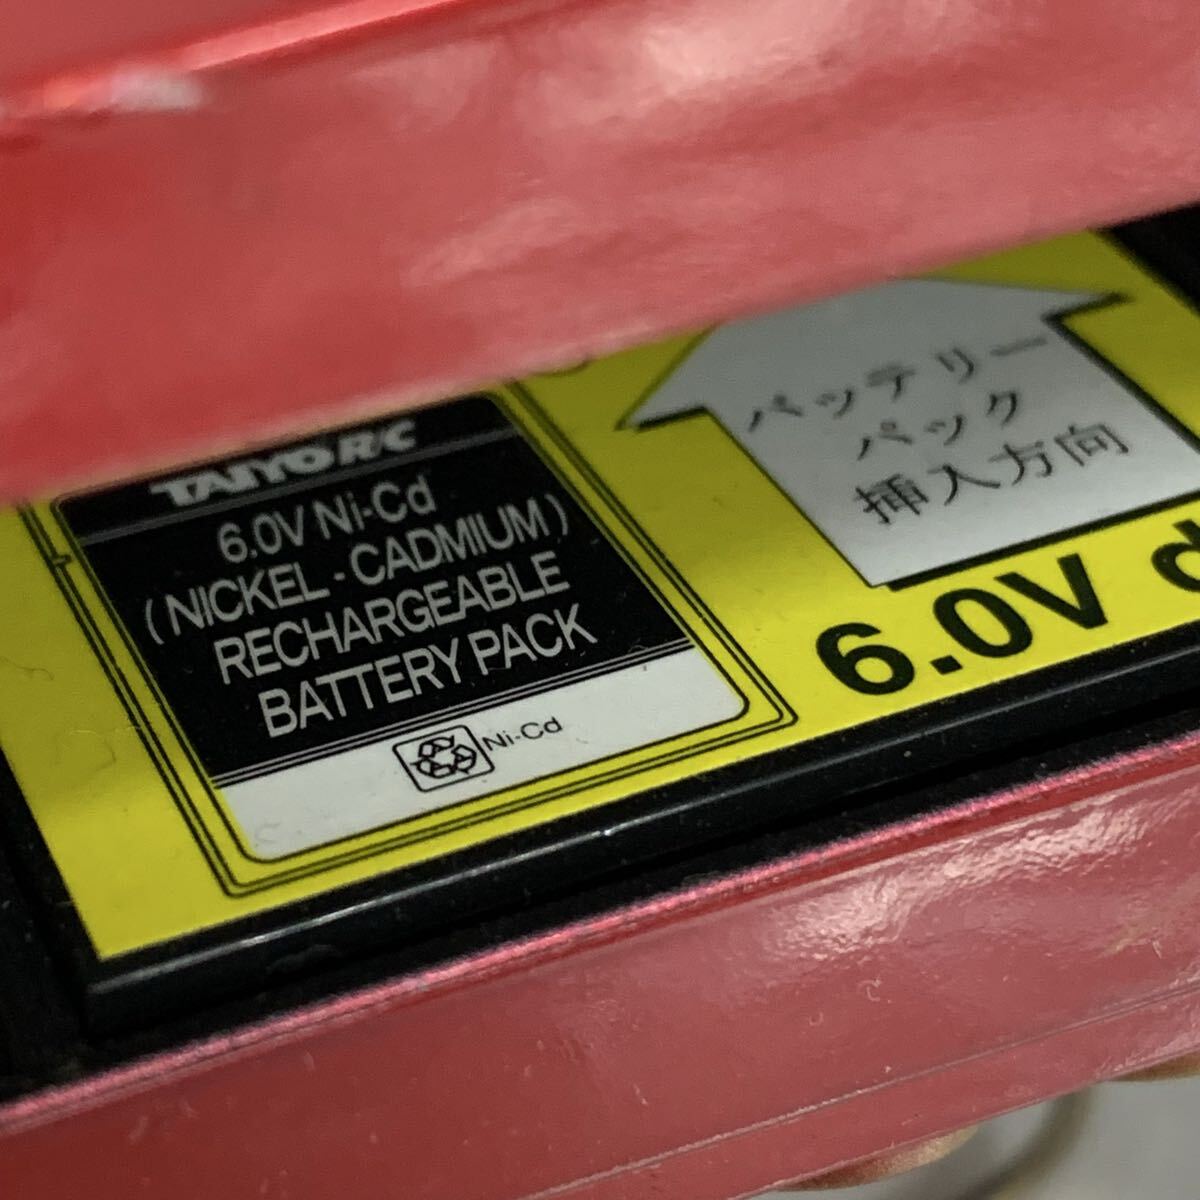 TAIYO R/C
6.0V Ni-Cd
(NICKEL - CADMIUM)
RECHARGEABLE
BATTERY PACK
Ni-Cd
バッテリー
パック
挿入方向
6.0V d